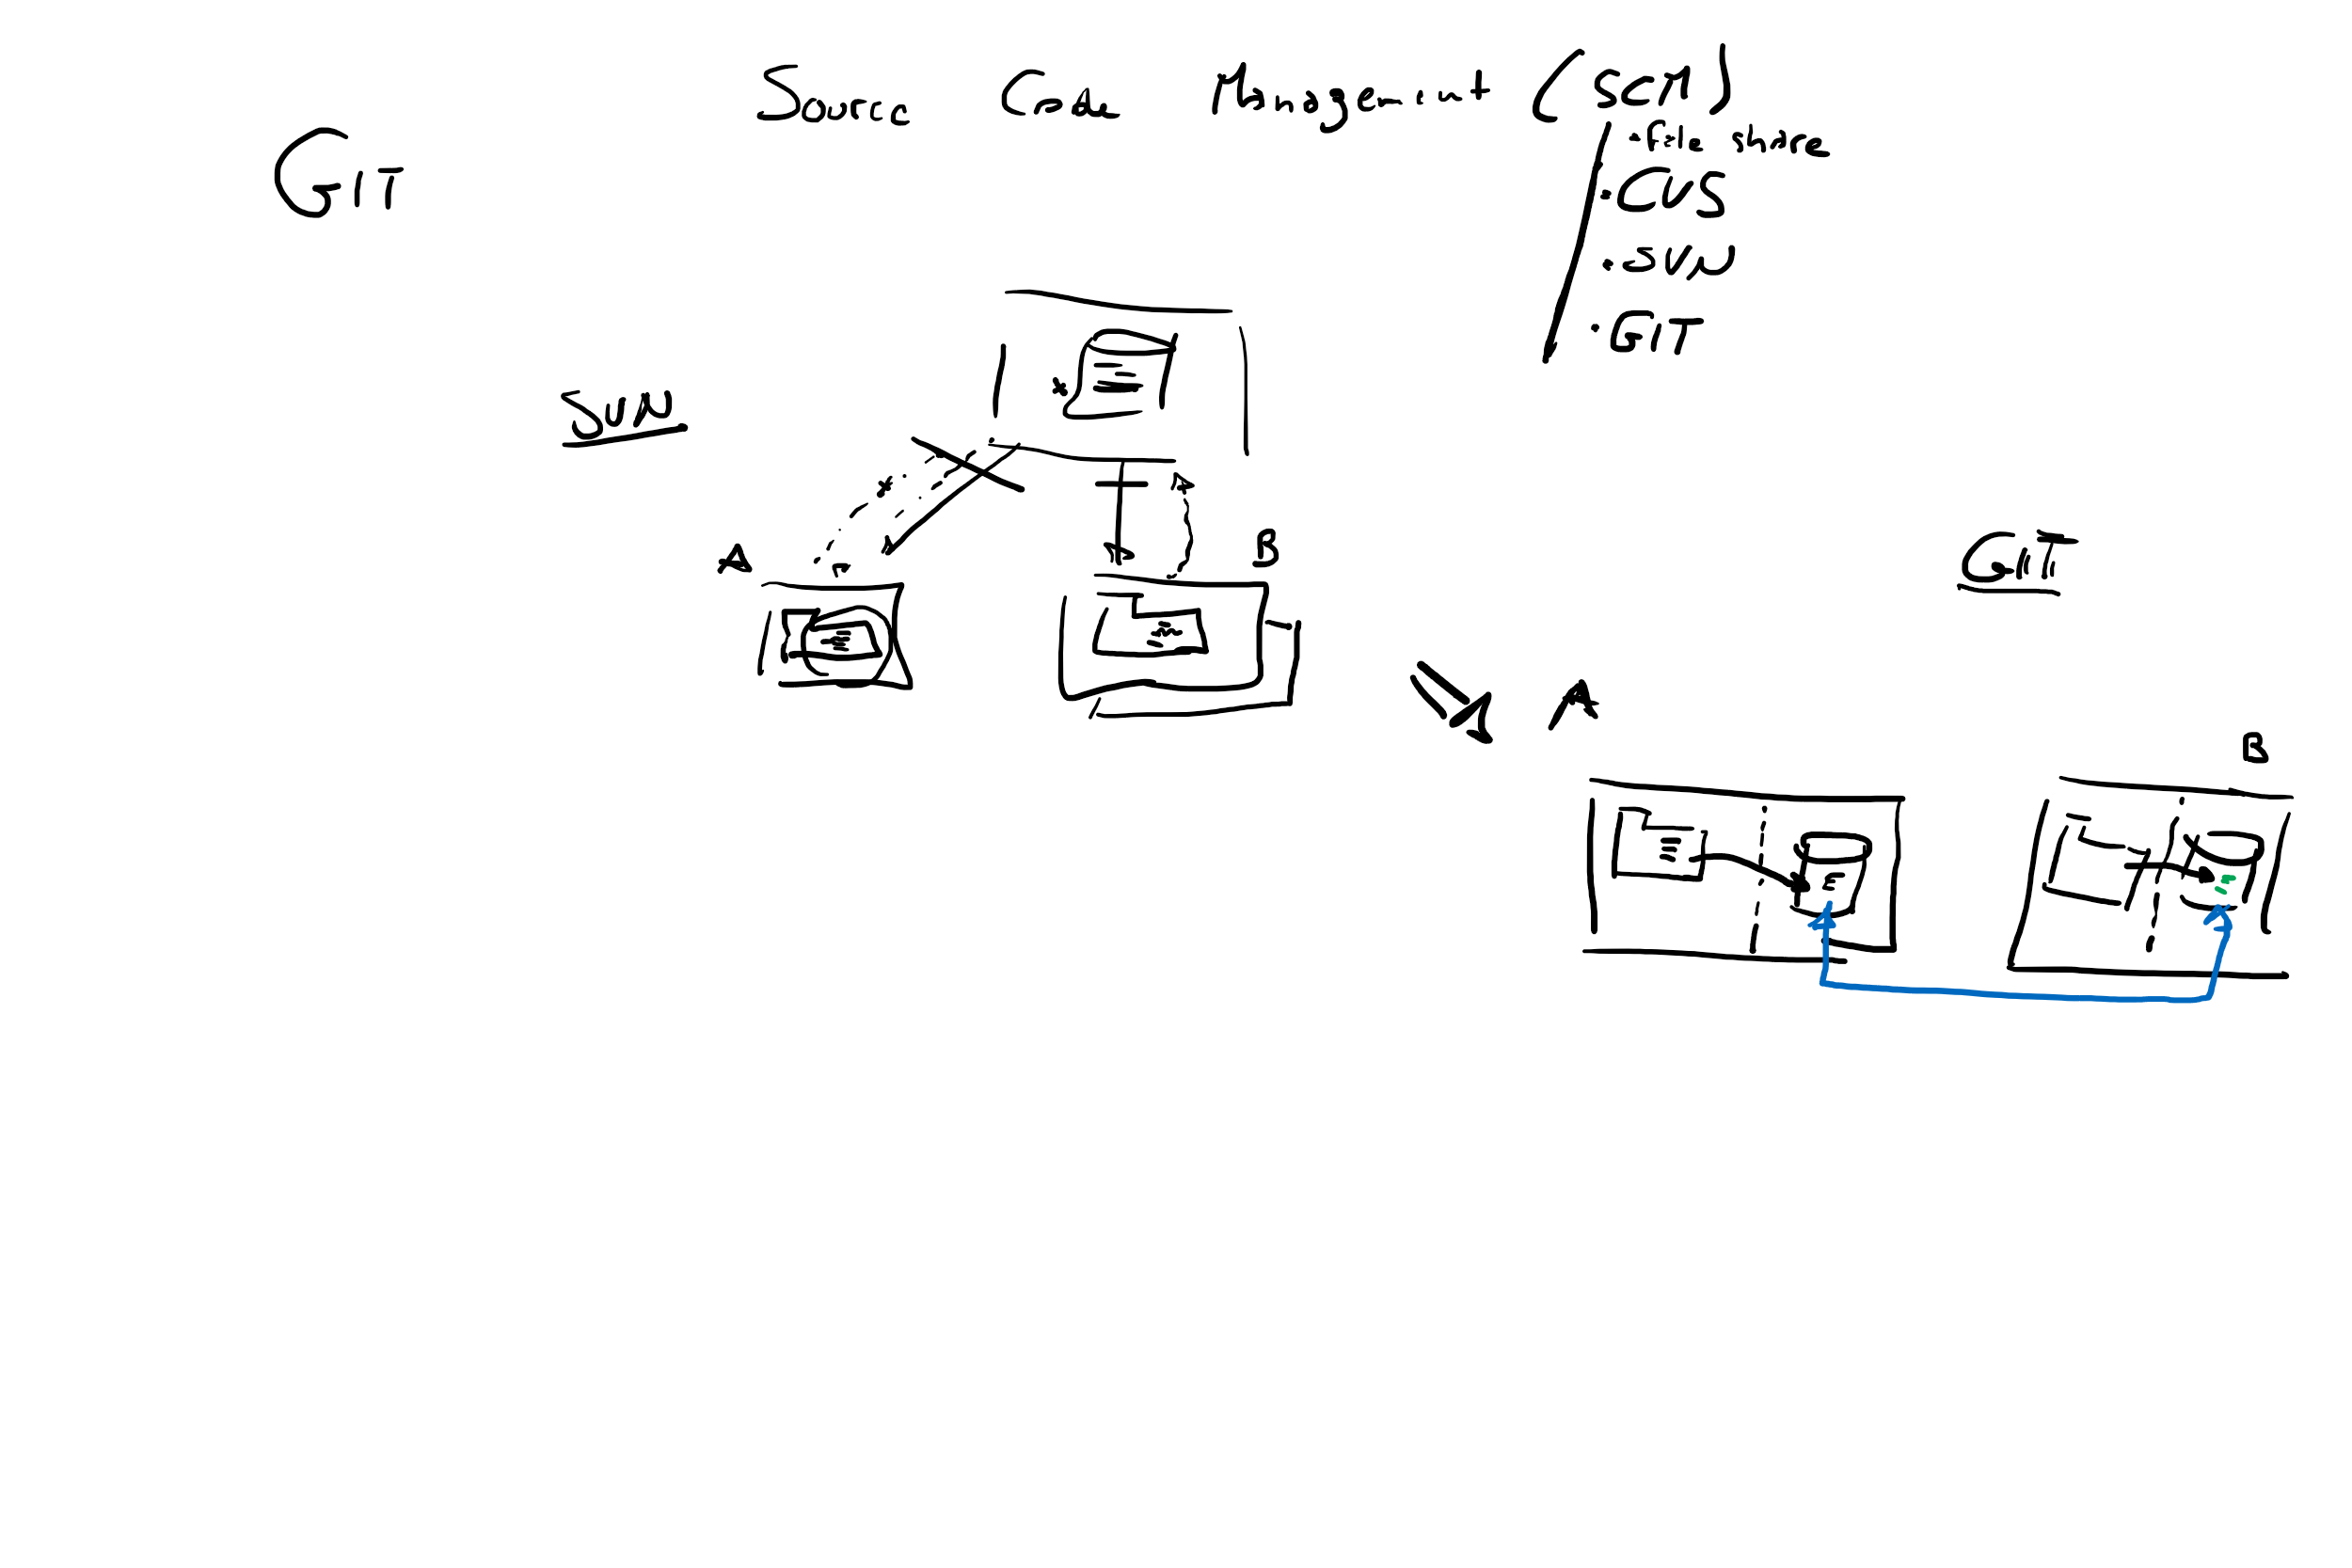 Source Code Management (SCM)
GIT
• file share
• CVS
• SVN
• GIT
SVN
A
B
GIT
A
B